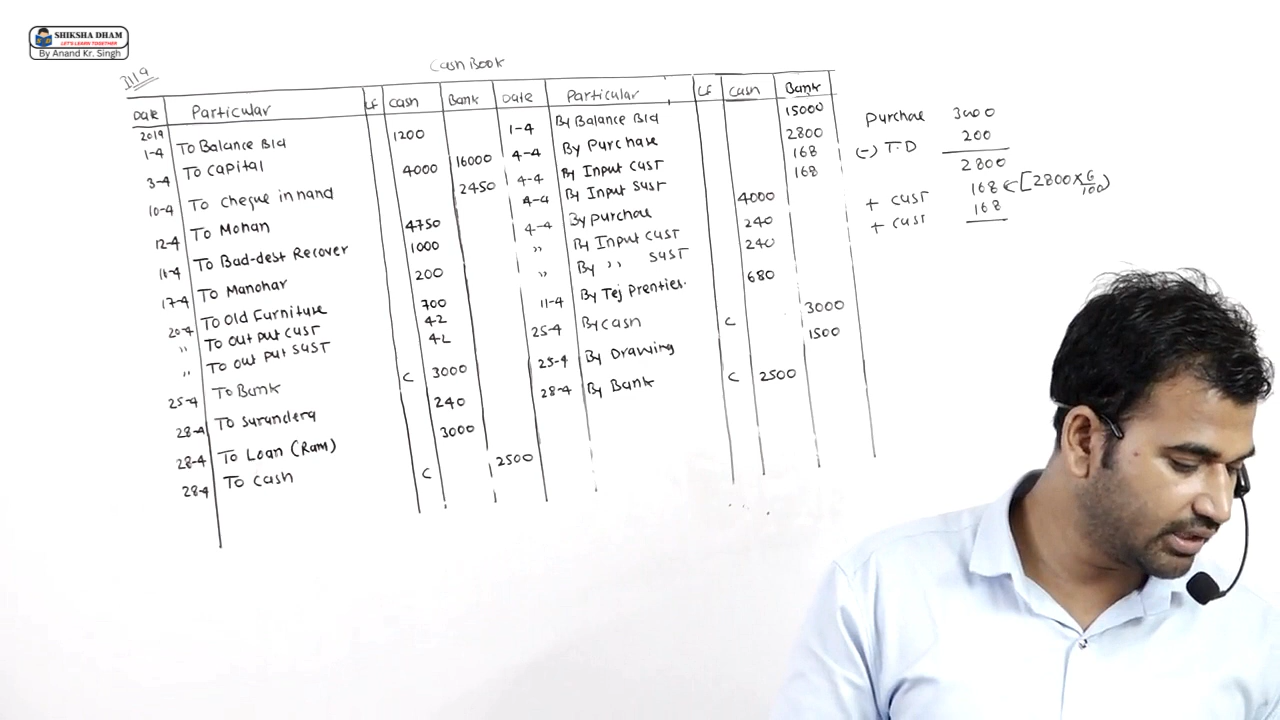 SHIKSHA DHAM
LET'S LEARN TOGETHER
By Anand Kr. Singh
3119
Cash Book
Date Particular LF Cash Bank Date Particular LF Cash Bank
2019
1-4 To Balance B/d 1200 1-4 By Balance B/d 15000
3-4 To Capital 4000 16000 4-4 By Purchase 2800
10-4 To Cheque in hand 2450 4-4 By Input CGST 168
4-4 By Input SGST 168
12-4 To Mohan 4750 4-4 By purchase 4000
16-4 To Bad-dest Recover 1000 " By Input CGST 240
17-4 To Manohar 200 " By " SGST 240
20-4 To Old Furniture 700 11-4 By Tej Prenties. 680
" To out put CGST 42 25-4 By Cash C 3000
" To out put SGST 42 25-4 By Drawing 1500
25-4 To Bank C 3000 28-4 By Bank C 2500
28-4 To Surundera 240
28-4 To Loan (Ram) 3000
28-4 To Cash C 2500
purchase 3000
(-) T.D 200
2800
+ CGST 168 ← [2800 × 6/100)
+ CGST 168